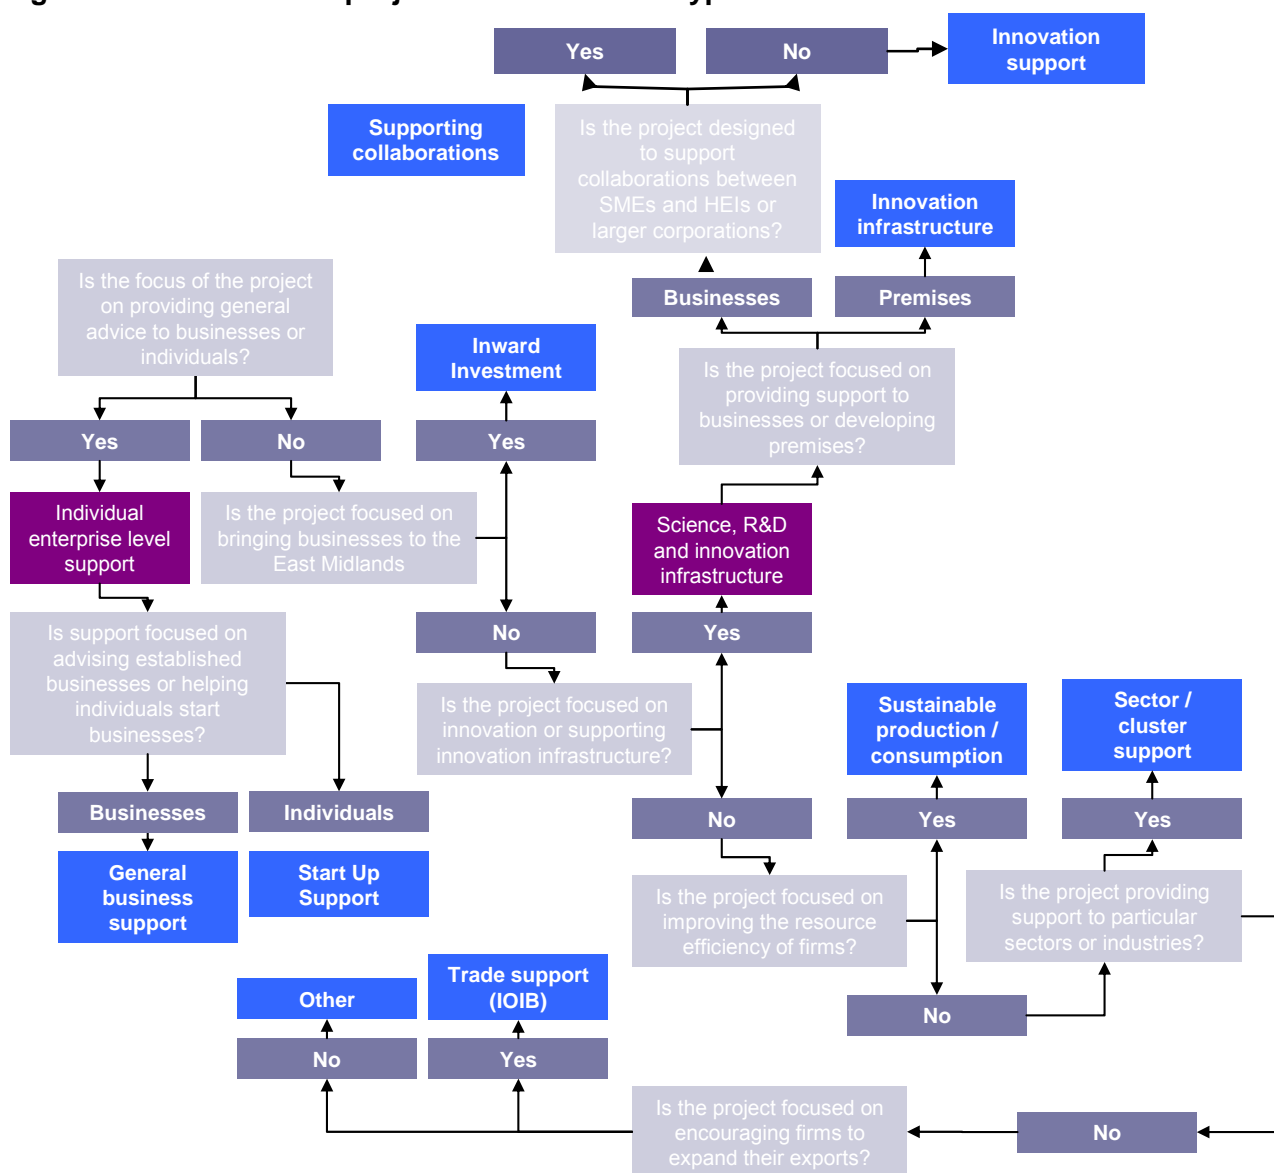 Yes
No
Innovation
support
Supporting
collaborations
Is the project designed
to support
collaborations between
SMEs and HEIs or
larger corporations?
Innovation
infrastructure
Is the focus of the project
on providing general
advice to businesses or
individuals?
Businesses
Premises
Inward
Investment
Is the project focused on
providing support to
businesses or developing
premises?
Yes
No
Yes
Individual
enterprise level
support
Is the project focused on
bringing businesses to the
East Midlands
Science, R&D
and innovation
infrastructure
Is support focused on
advising established
businesses or helping
individuals start
businesses?
No
Yes
Is the project focused on
innovation or supporting
innovation infrastructure?
Sustainable
production /
consumption
Sector /
cluster
support
Businesses
Individuals
No
Yes
Yes
General
business
support
Start Up
Support
Is the project focused on
improving the resource
efficiency of firms?
Is the project providing
support to particular
sectors or industries?
Other
Trade support
(IOIB)
No
No
Yes
Is the project focused on
encouraging firms to
expand their exports?
No